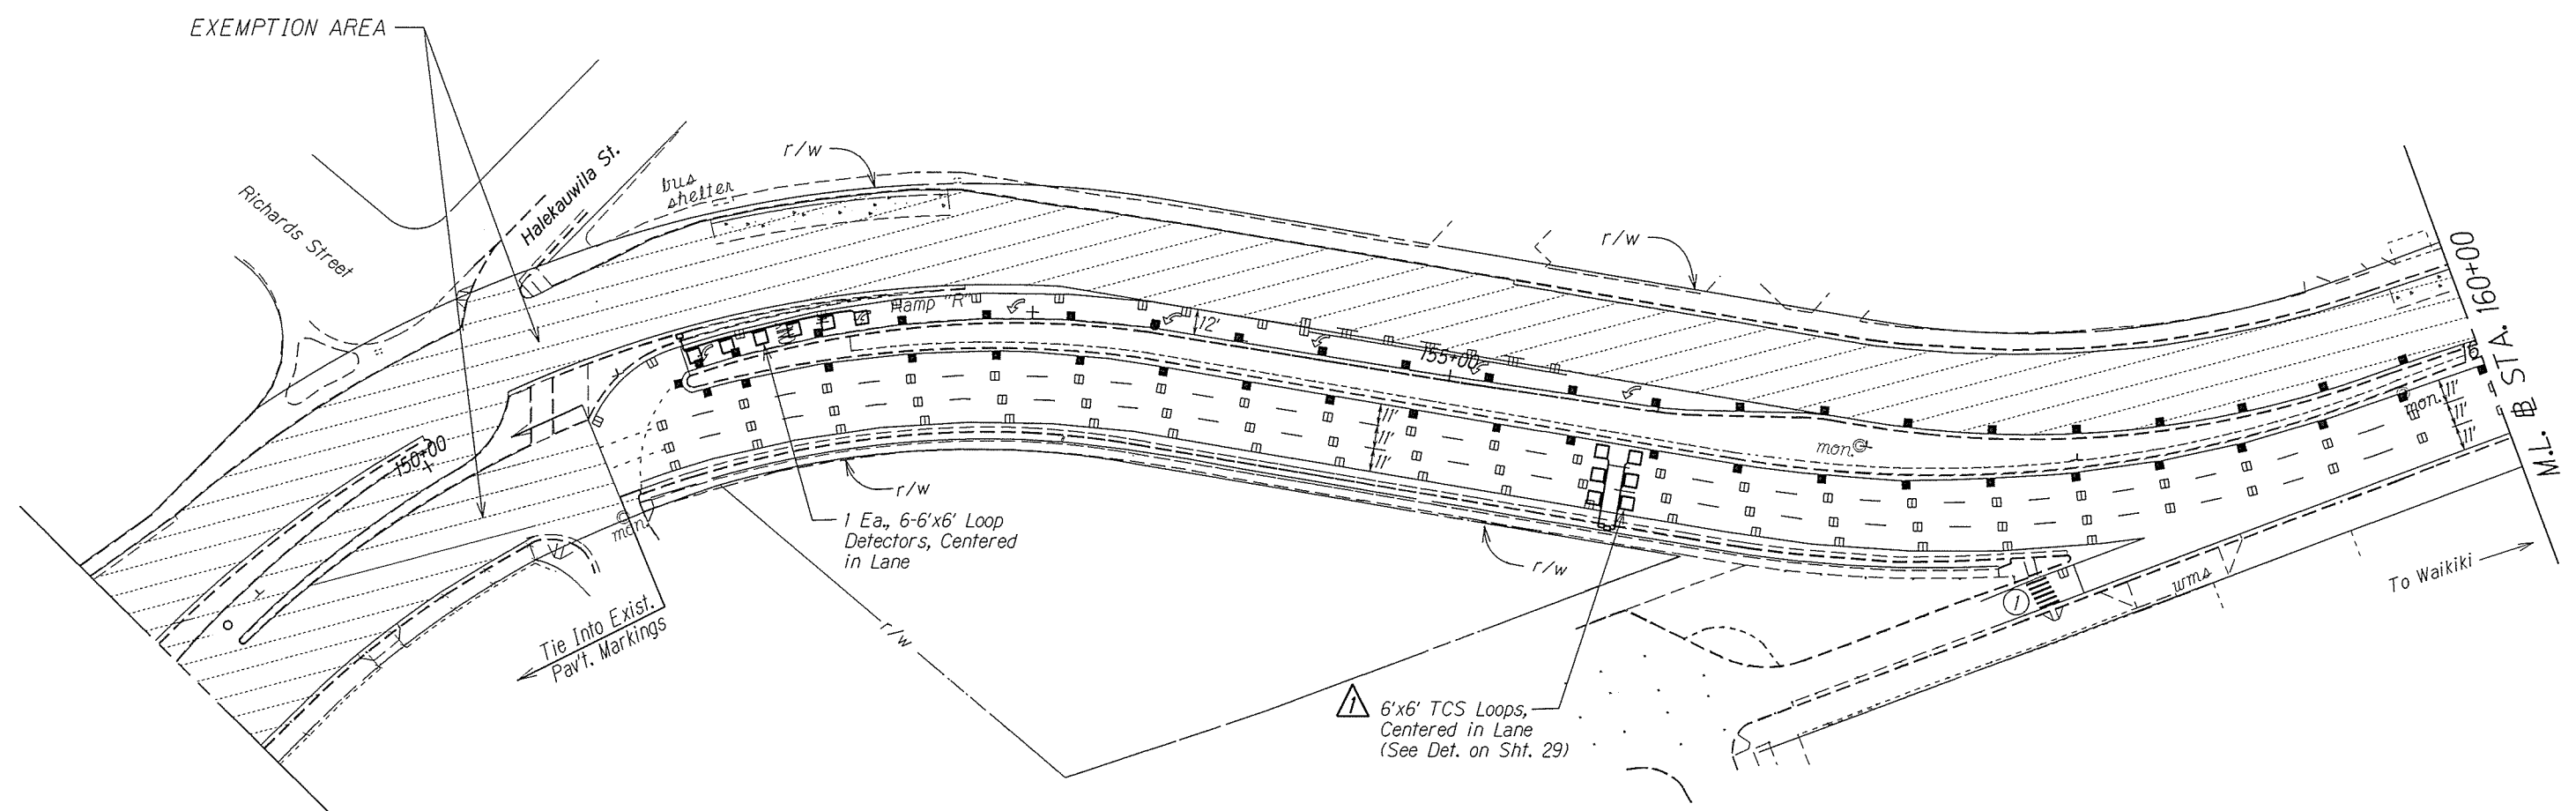 EXEMPTION AREA
Richards Street
Halekauwila St.
bus
shelter
r/w
r/w
Ramp "R"
12'
155+00
150+00
11'
11'
11'
mon.
mon.
mon.
11'
11'
11'
M.L. B STA. 160+00
r/w
r/w
r/w
1 Ea., 6-6'x6' Loop
Detectors, Centered
in Lane
Tie Into Exist.
Pav't. Markings
1
6'x6' TCS Loops,
Centered in Lane
(See Det. on Sht. 29)
1
wms
To Waikiki